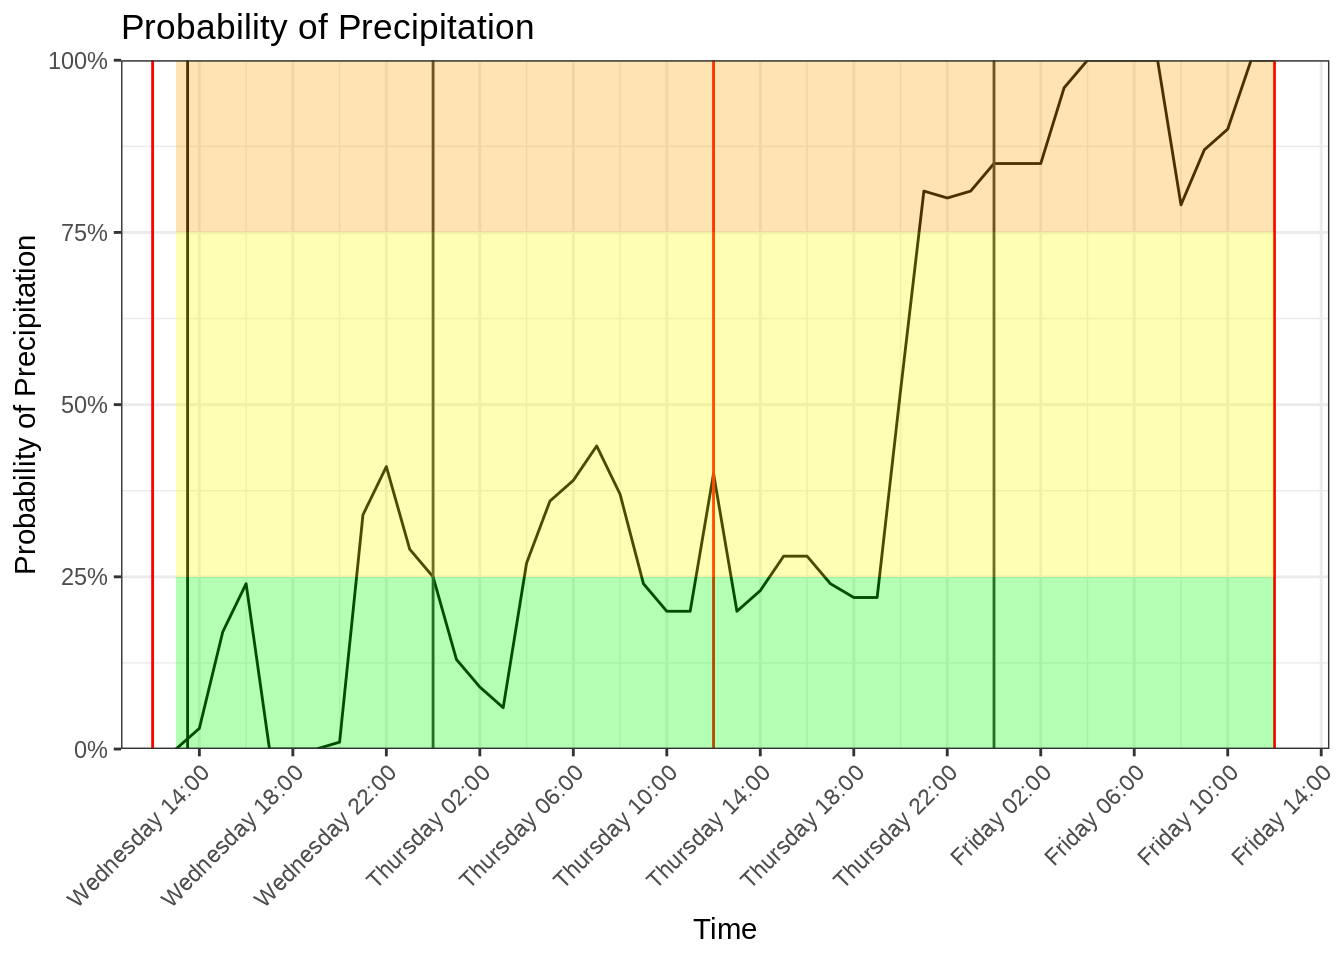 Probability of Precipitation
100%
75%
50%
25%
0%
Probability of Precipitation
Wednesday 14:00
Wednesday 18:00
Wednesday 22:00
Thursday 02:00
Thursday 06:00
Thursday 10:00
Thursday 14:00
Thursday 18:00
Thursday 22:00
Friday 02:00
Friday 06:00
Friday 10:00
Friday 14:00
Time